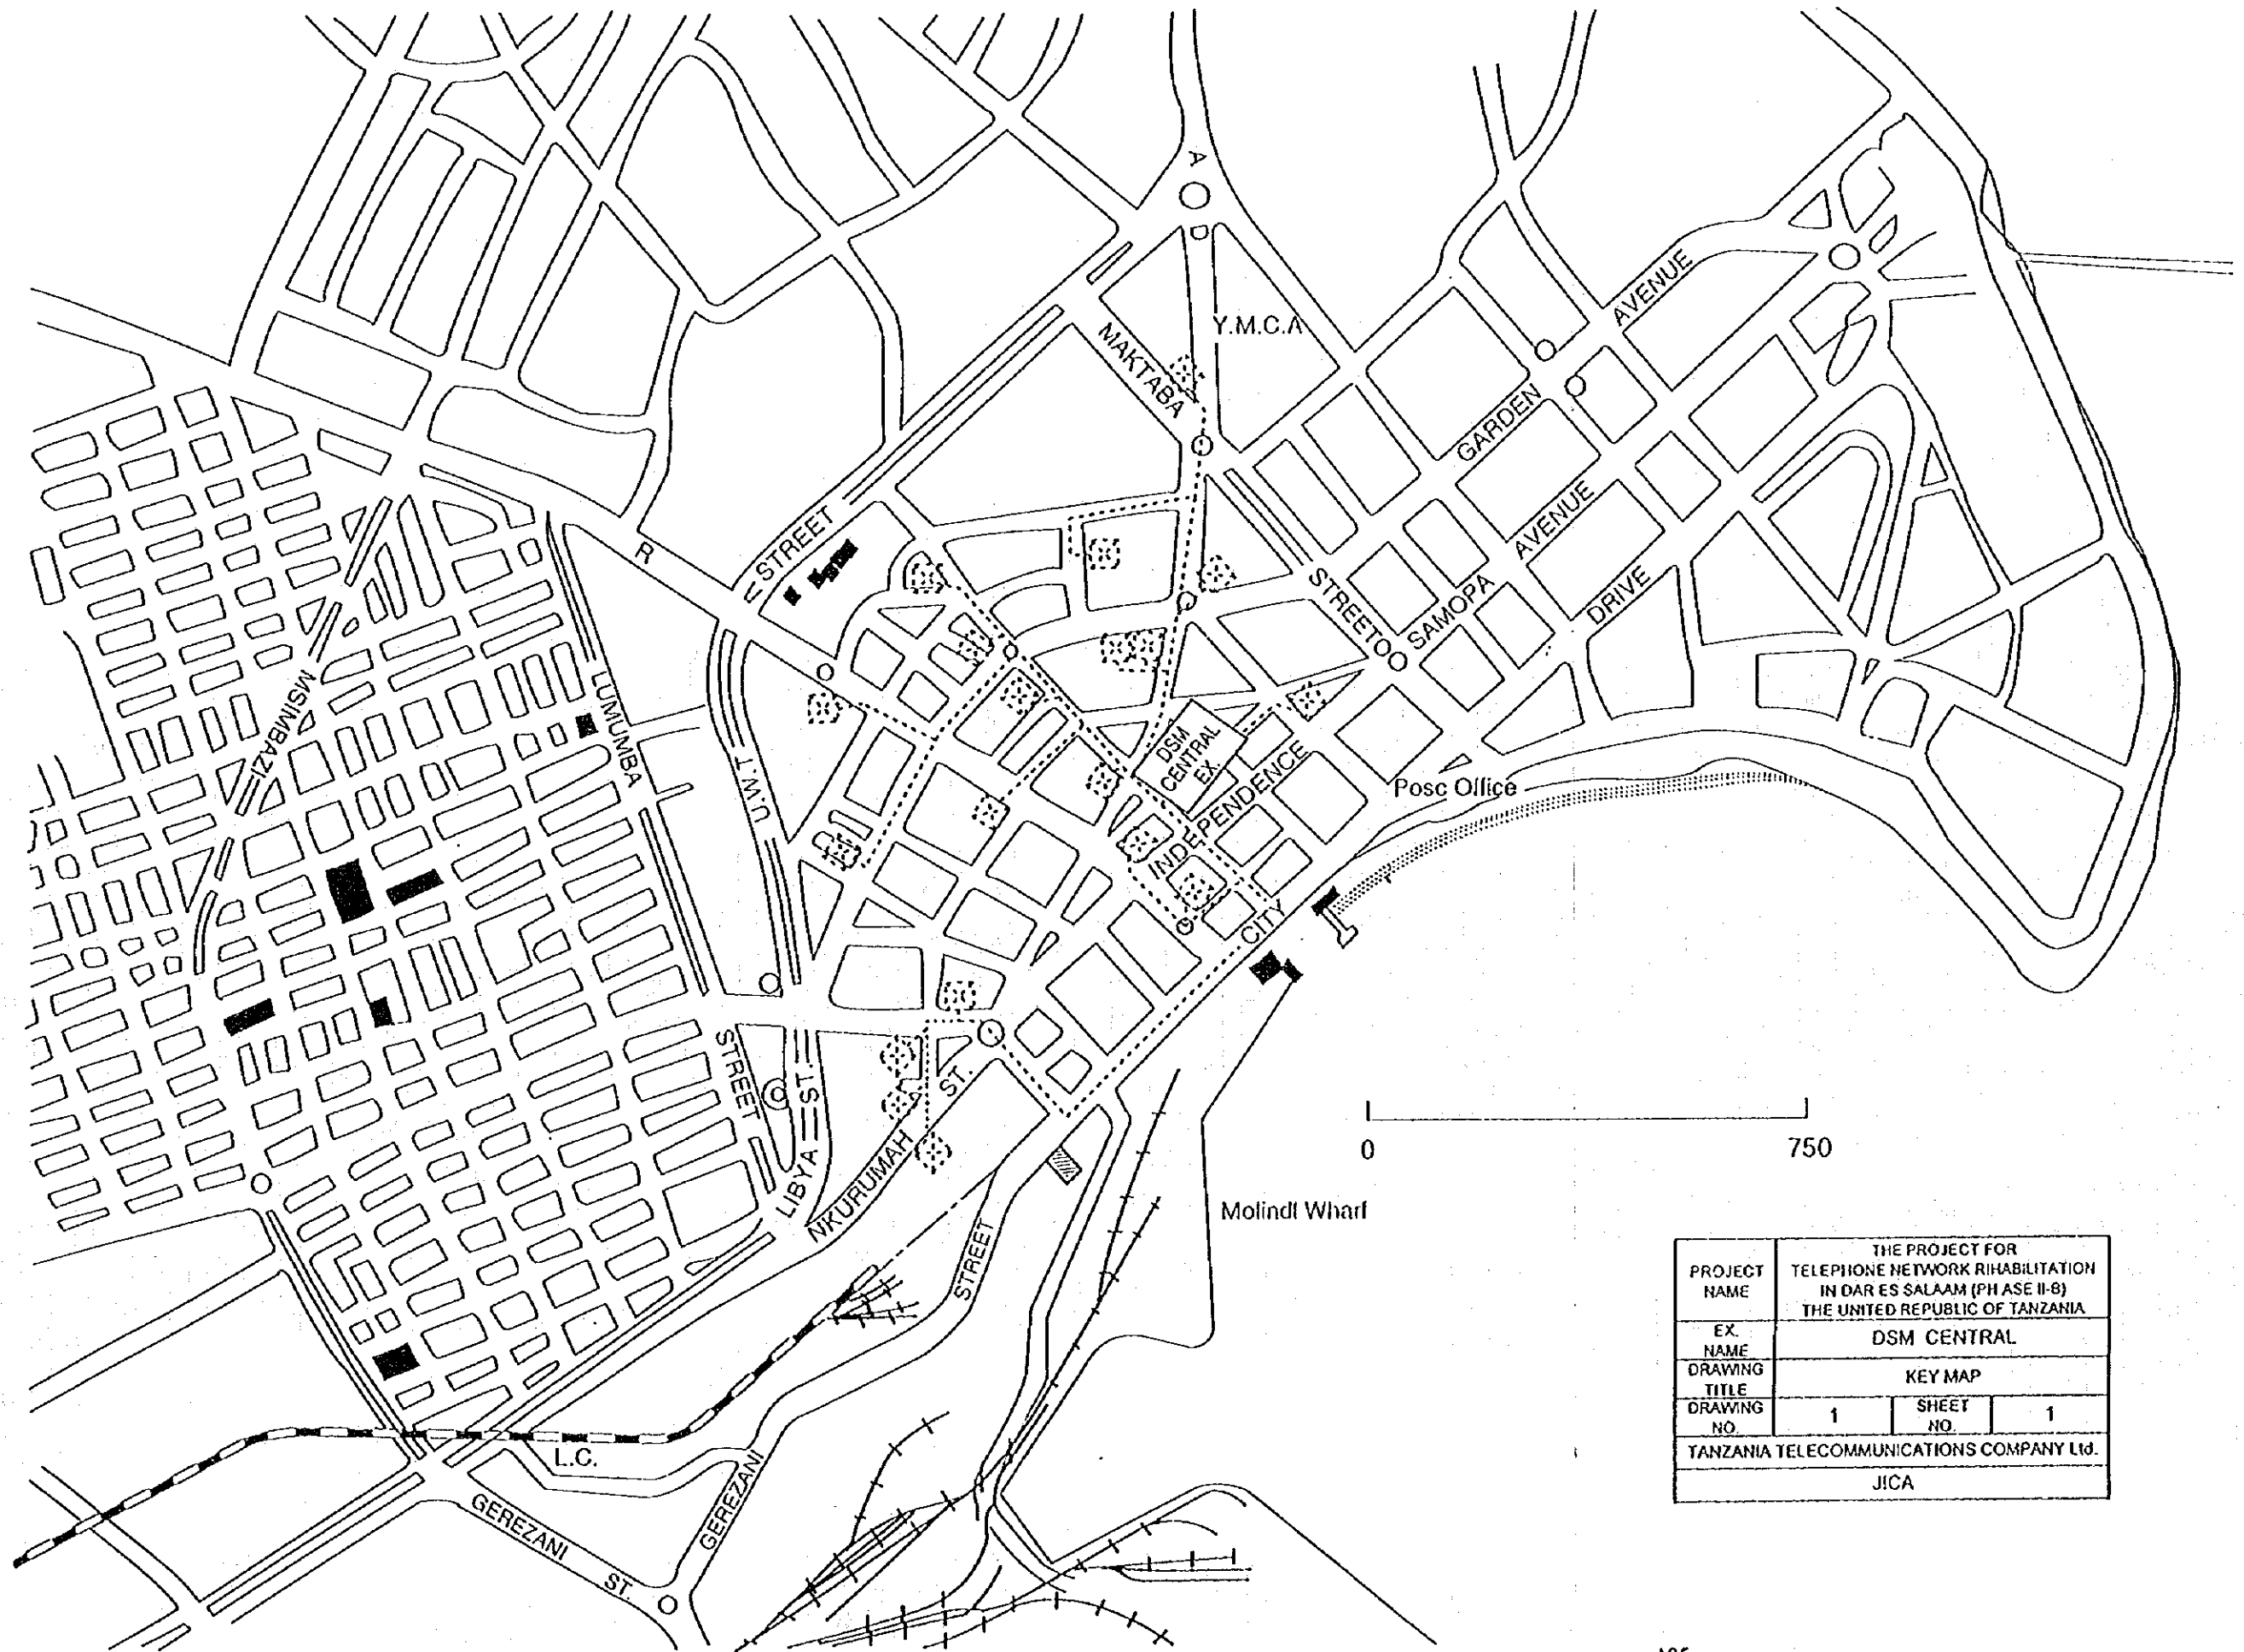 A
D
Y.M.C.A
MAKTABA
AVENUE
GARDEN
STREET
R
AVENUE
STREET
SAMOPA
DRIVE
MSIMBAZI
LUMUMBA
U.W.T
DSM
CENTRAL
EX.
INDEPENDENCE
Posc Office
CITY
STREET
LIBYA ST.
NKURUMAH ST.
0
750
Molindt Wharf
STREET
L.C.
GEREZANI
GEREZANI
ST.
PROJECT
NAME
THE PROJECT FOR
TELEPHONE NETWORK RIHABILITATION
IN DAR ES SALAAM (PH ASE II-B)
THE UNITED REPUBLIC OF TANZANIA
EX.
NAME
DSM CENTRAL
DRAWING
TITLE
KEY MAP
DRAWING
NO.
1
SHEET
NO.
1
TANZANIA TELECOMMUNICATIONS COMPANY Ltd.
JICA